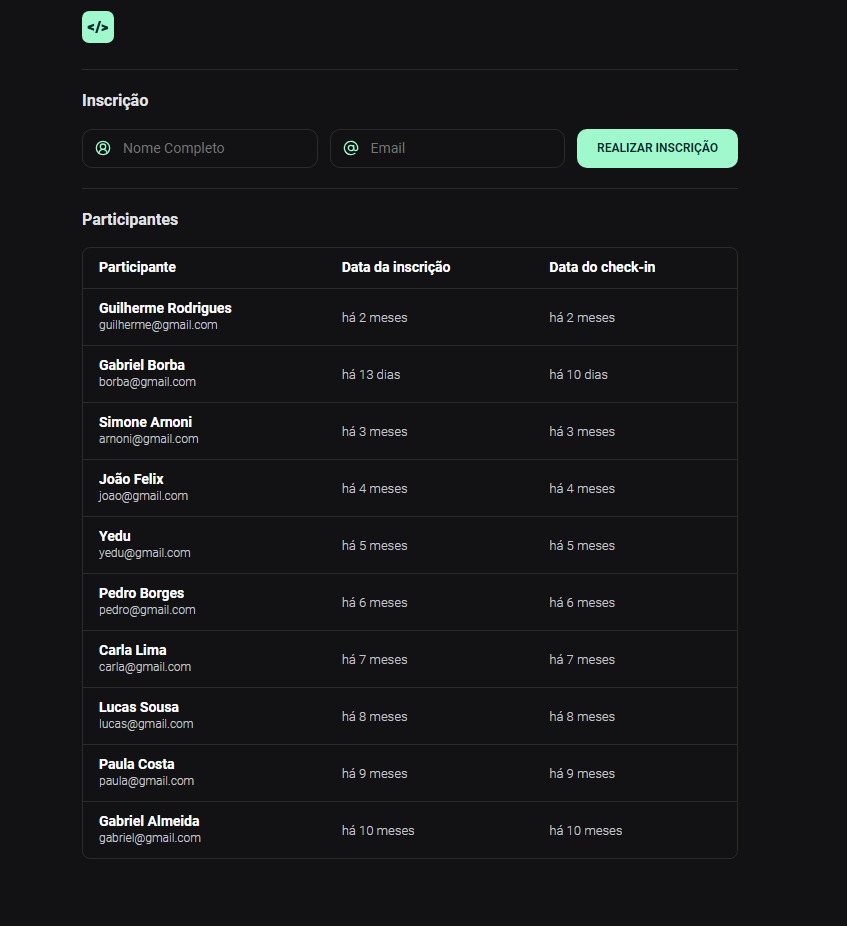 </>
Inscrição
Nome Completo
Email
REALIZAR INSCRIÇÃO
Participantes
Participante Data da inscrição Data do check-in
Guilherme Rodrigues
guilherme@gmail.com
há 2 meses há 2 meses
Gabriel Borba
borba@gmail.com
há 13 dias há 10 dias
Simone Arnoni
arnoni@gmail.com
há 3 meses há 3 meses
João Felix
joao@gmail.com
há 4 meses há 4 meses
Yedu
yedu@gmail.com
há 5 meses há 5 meses
Pedro Borges
pedro@gmail.com
há 6 meses há 6 meses
Carla Lima
carla@gmail.com
há 7 meses há 7 meses
Lucas Sousa
lucas@gmail.com
há 8 meses há 8 meses
Paula Costa
paula@gmail.com
há 9 meses há 9 meses
Gabriel Almeida
gabriel@gmail.com
há 10 meses há 10 meses